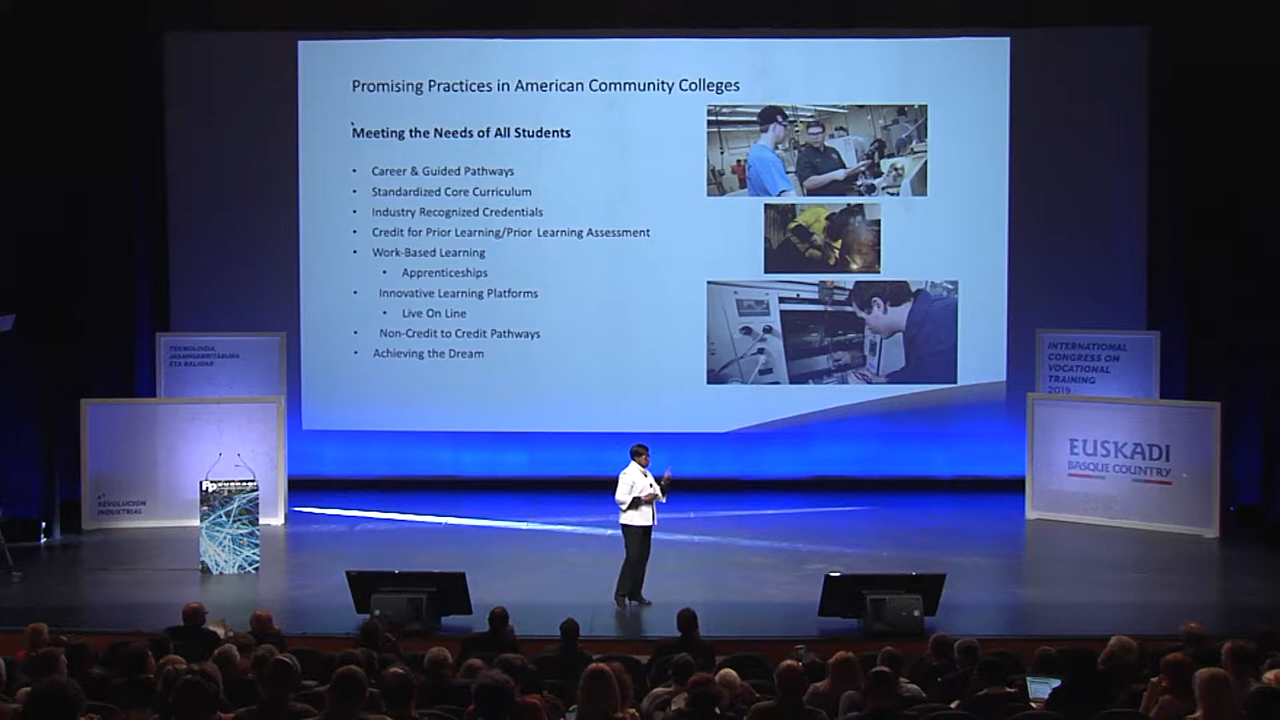 Promising Practices in American Community Colleges
Meeting the Needs of All Students
• Career & Guided Pathways
• Standardized Core Curriculum
• Industry Recognized Credentials
• Credit for Prior Learning/Prior Learning Assessment
• Work-Based Learning
• Apprenticeships
• Innovative Learning Platforms
• Live On Line
• Non-Credit to Credit Pathways
• Achieving the Dream
TEKNOLOGIA,
JASANGARRITASUNA
ETA BALIOAK
REVOLUCIÓN
INDUSTRIAL
Fp euskadi
INTERNATIONAL
CONGRESS ON
VOCATIONAL
TRAINING
2019
EUSKADI
BASQUE COUNTRY